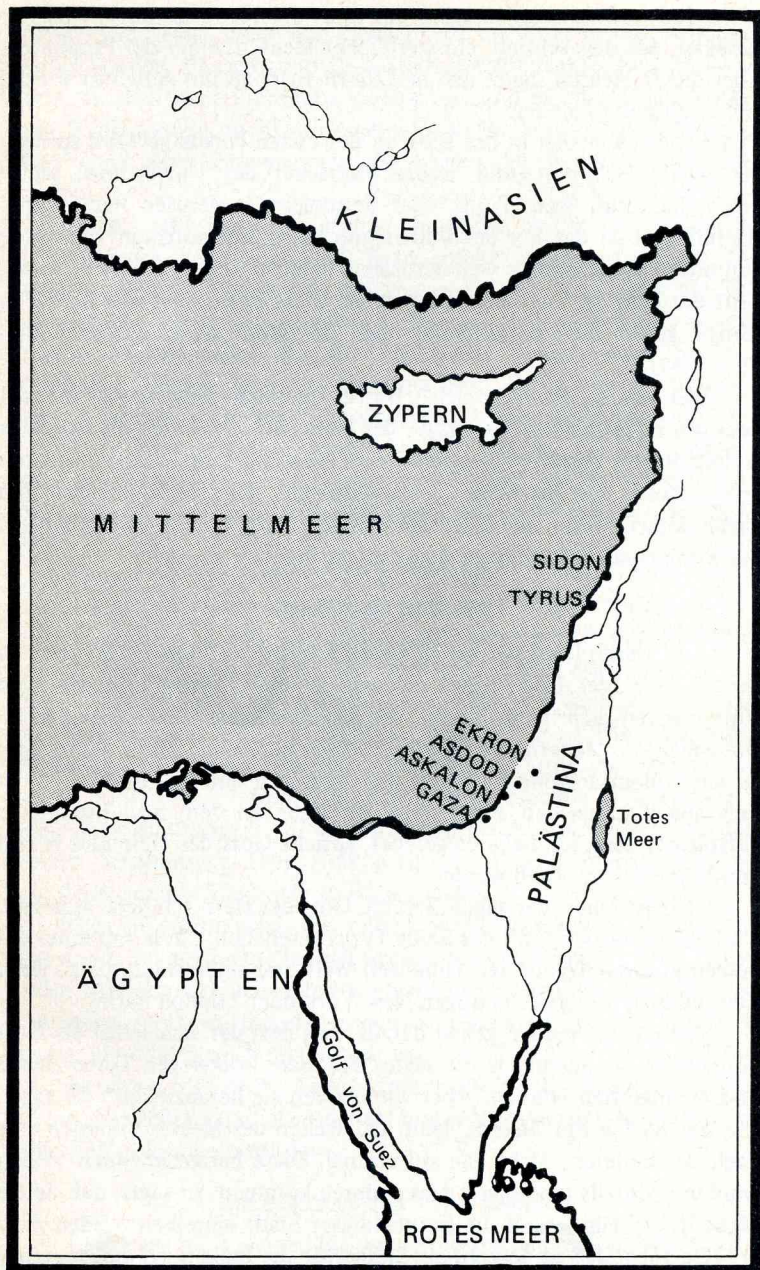 KLEINASIEN
ZYPERN
MITTELMEER
SIDON
TYRUS
EKRON
ASDOD
ASKALON
GAZA
PALÄSTINA
Totes
Meer
ÄGYPTEN
Golf von Suez
ROTES MEER